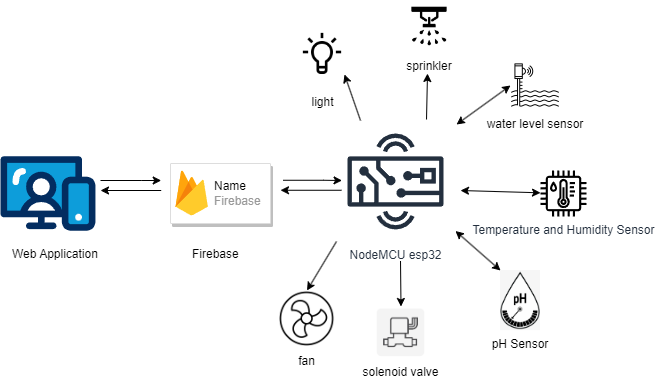 sprinkler
light
water level sensor
Name
Firebase
Temperature and Humidity Sensor
Web Application
Firebase
NodeMCU esp32
pH
pH Sensor
fan
solenoid valve